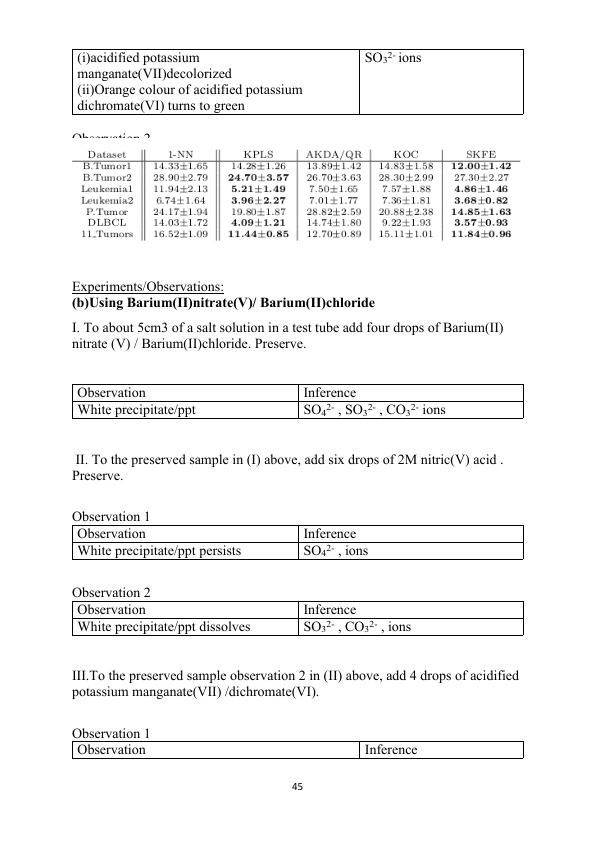 (i)acidified potassium SO₃²⁻ ions
manganate(VII)decolorized
(ii)Orange colour of acidified potassium
dichromate(VI) turns to green
Observation 2
Dataset 1-NN KPLS AKDA/QR KOC SKFE
B.Tumor1 14.33±1.65 14.28±1.26 13.89±1.42 14.83±1.58 12.00±1.42
B.Tumor2 28.90±2.79 24.70±3.57 26.70±3.63 28.30±2.99 27.30±2.27
Leukemia1 11.94±2.13 5.21±1.49 7.50±1.65 7.57±1.88 4.86±1.46
Leukemia2 6.74±1.64 3.96±2.27 7.01±1.77 7.36±1.81 3.68±0.82
P.Tumor 24.17±1.94 19.80±1.87 28.82±2.59 20.88±2.38 14.85±1.63
DLBCL 14.03±1.72 4.09±1.21 14.74±1.80 9.22±1.93 3.57±0.93
11_Tumors 16.52±1.09 11.44±0.85 12.70±0.89 15.11±1.01 11.84±0.96
Experiments/Observations:
(b)Using Barium(II)nitrate(V)/ Barium(II)chloride
I. To about 5cm3 of a salt solution in a test tube add four drops of Barium(II)
nitrate (V) / Barium(II)chloride. Preserve.
Observation Inference
White precipitate/ppt SO₄²⁻ , SO₃²⁻ , CO₃²⁻ ions
II. To the preserved sample in (I) above, add six drops of 2M nitric(V) acid .
Preserve.
Observation 1
Observation Inference
White precipitate/ppt persists SO₄²⁻ , ions
Observation 2
Observation Inference
White precipitate/ppt dissolves SO₃²⁻ , CO₃²⁻ , ions
III.To the preserved sample observation 2 in (II) above, add 4 drops of acidified
potassium manganate(VII) /dichromate(VI).
Observation 1
Observation Inference
45